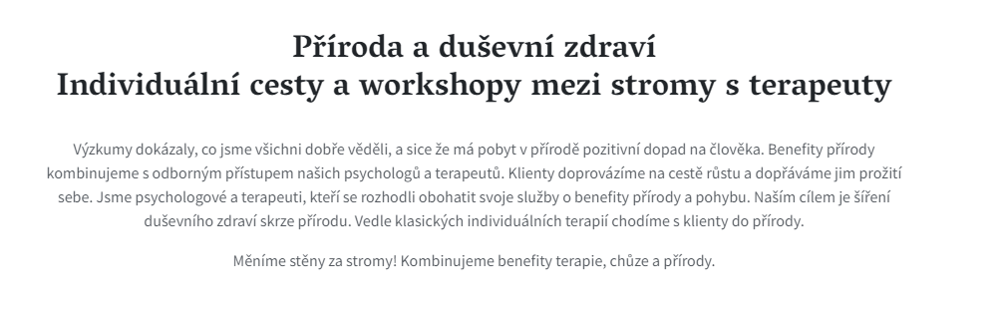 Příroda a duševní zdraví
Individuální cesty a workshopy mezi stromy s terapeuty
Výzkumy dokázaly, co jsme všichni dobře věděli, a sice že má pobyt v přírodě pozitivní dopad na člověka. Benefity přírody
kombinujeme s odborným přístupem našich psychologů a terapeutů. Klienty doprovázíme na cestě růstu a dopřáváme jim prožití
sebe. Jsme psychologové a terapeuti, kteří se rozhodli obohatit svoje služby o benefity přírody a pohybu. Naším cílem je šíření
duševního zdraví skrze přírodu. Vedle klasických individuálních terapií chodíme s klienty do přírody.
Měníme stěny za stromy! Kombinujeme benefity terapie, chůze a přírody.